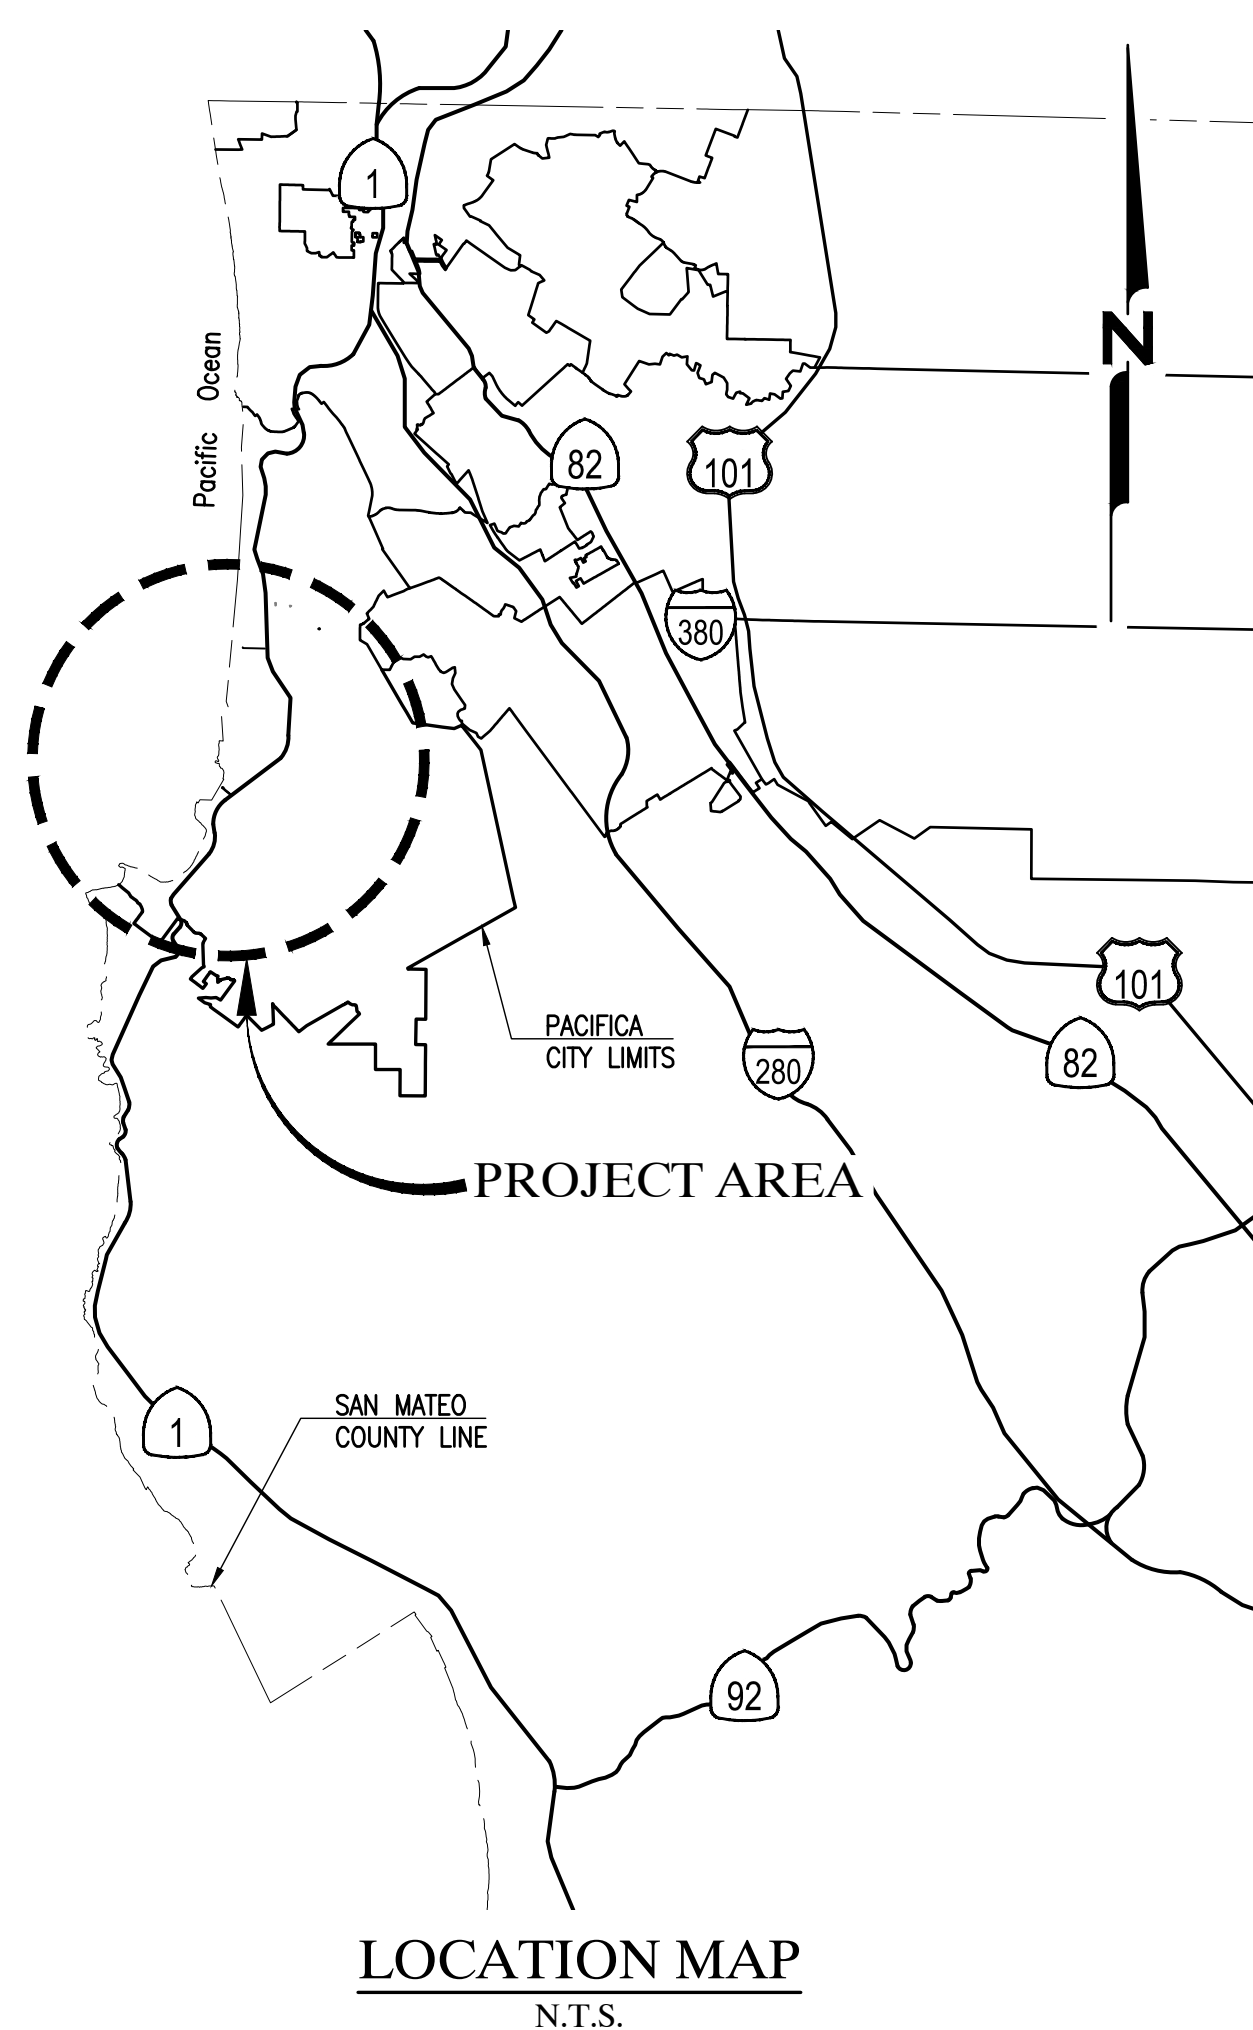 1
N
Pacific Ocean
82
101
380
PACIFICA
CITY LIMITS
101
82
280
PROJECT AREA
SAN MATEO
COUNTY LINE
1
92
LOCATION MAP
N.T.S.